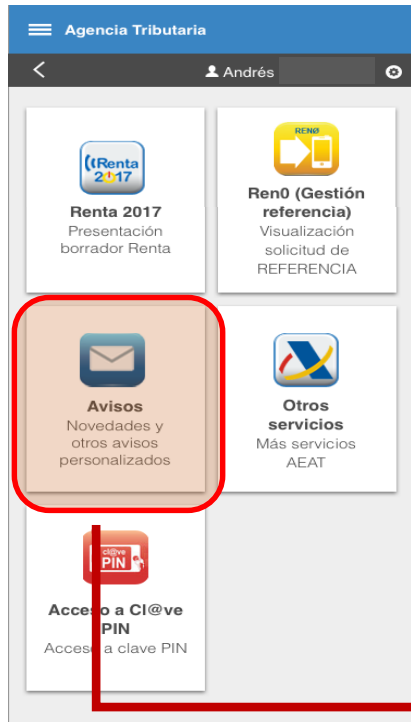 Agencia Tributaria
Andrés
((Renta
2017
Renta 2017
Presentación
borrador Renta
RENØ
Ren0 (Gestión
referencia)
Visualización
solicitud de
REFERENCIA
Avisos
Novedades y
otros avisos
personalizados
Otros
servicios
Más servicios
AEAT
cl@ve
PIN
Acceso a Cl@ve
PIN
Acceso a clave PIN